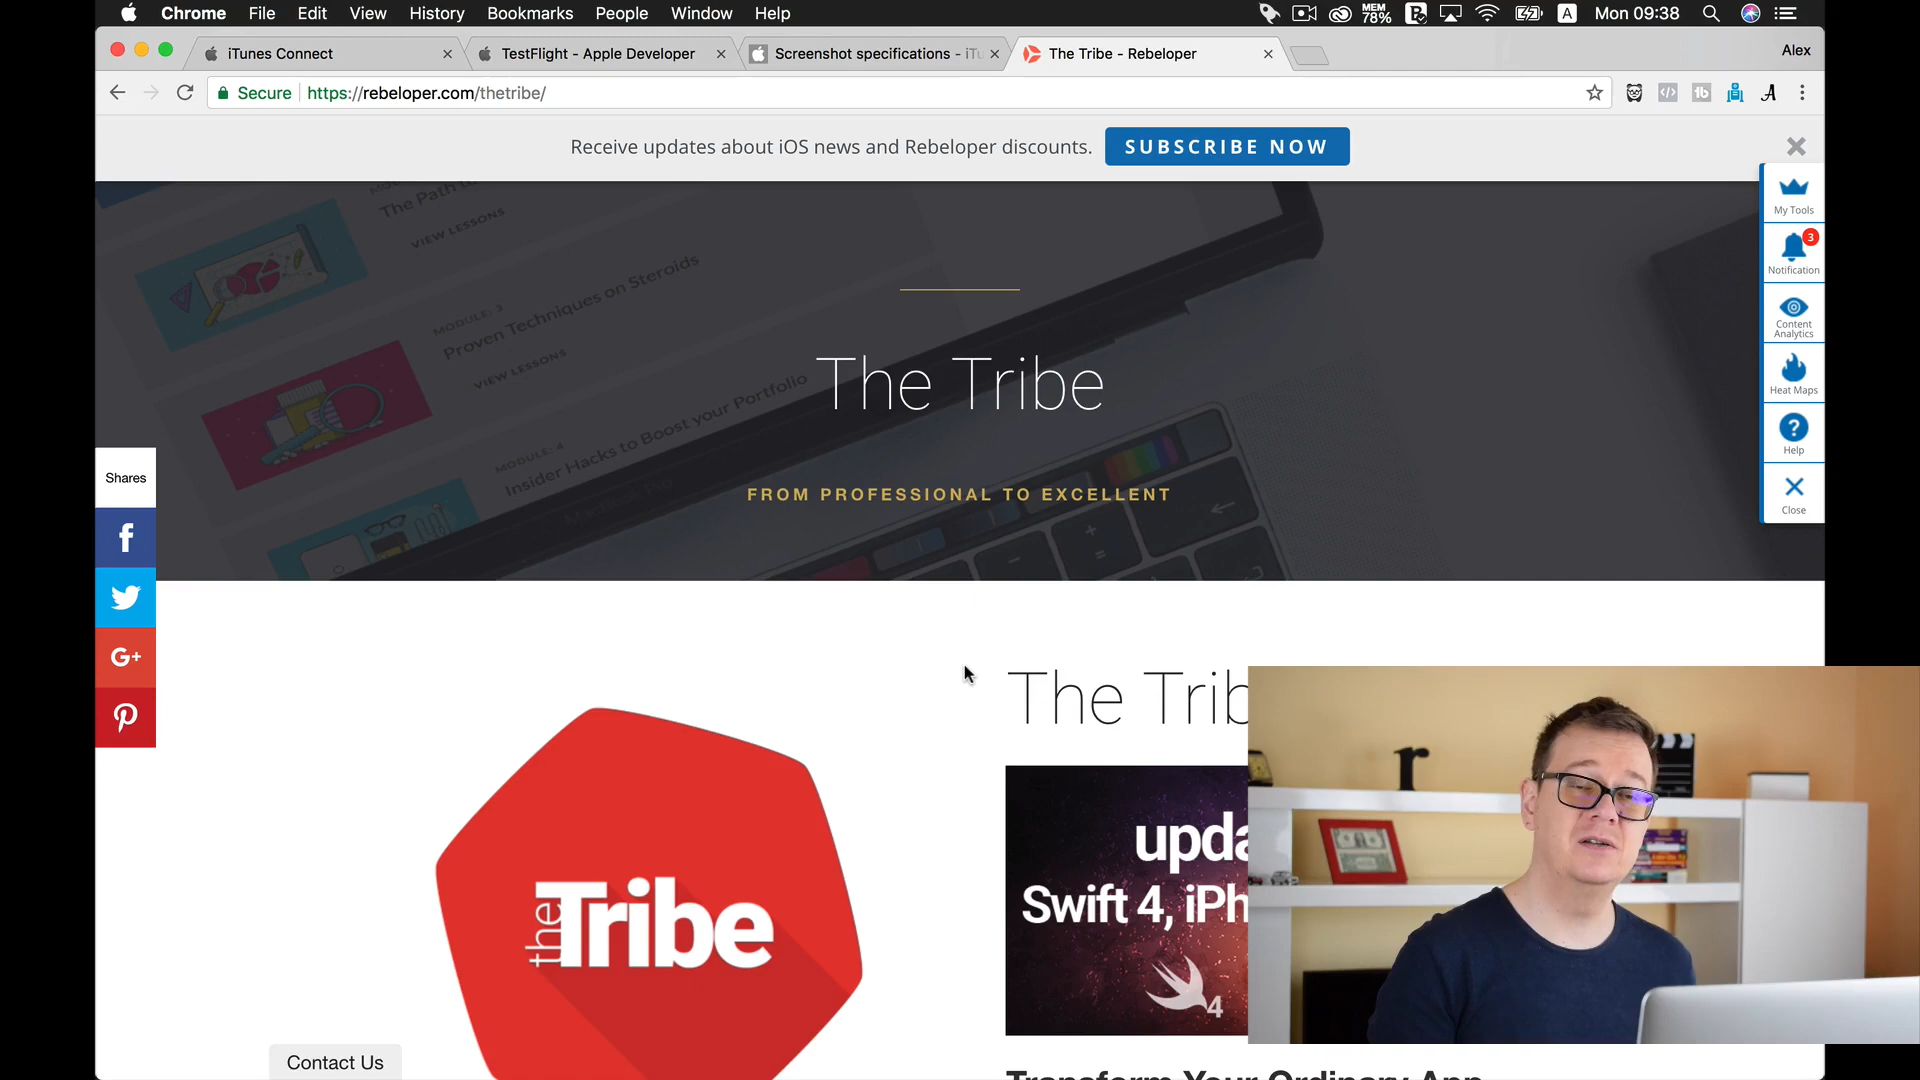 Chrome File Edit View History Bookmarks People Window Help MEM 78% A Mon 09:38
iTunes Connect
TestFlight - Apple Developer
Screenshot specifications - iTu
The Tribe - Rebeloper
Alex
Secure https://rebeloper.com/thetribe/
Receive updates about iOS news and Rebeloper discounts. SUBSCRIBE NOW
My Tools
3
Notification
Content
Analytics
Heat Maps
Help
Close
The Path to
VIEW LESSONS
MODULE: 3
Proven Techniques on Steroids
VIEW LESSONS
MODULE: 4
Insider Hacks to Boost your Portfolio
The Tribe
FROM PROFESSIONAL TO EXCELLENT
Shares
f
G+
The Trib
theTribe
upda
Swift 4, iPh
4
r
Contact Us
Transform Your Ordinary App